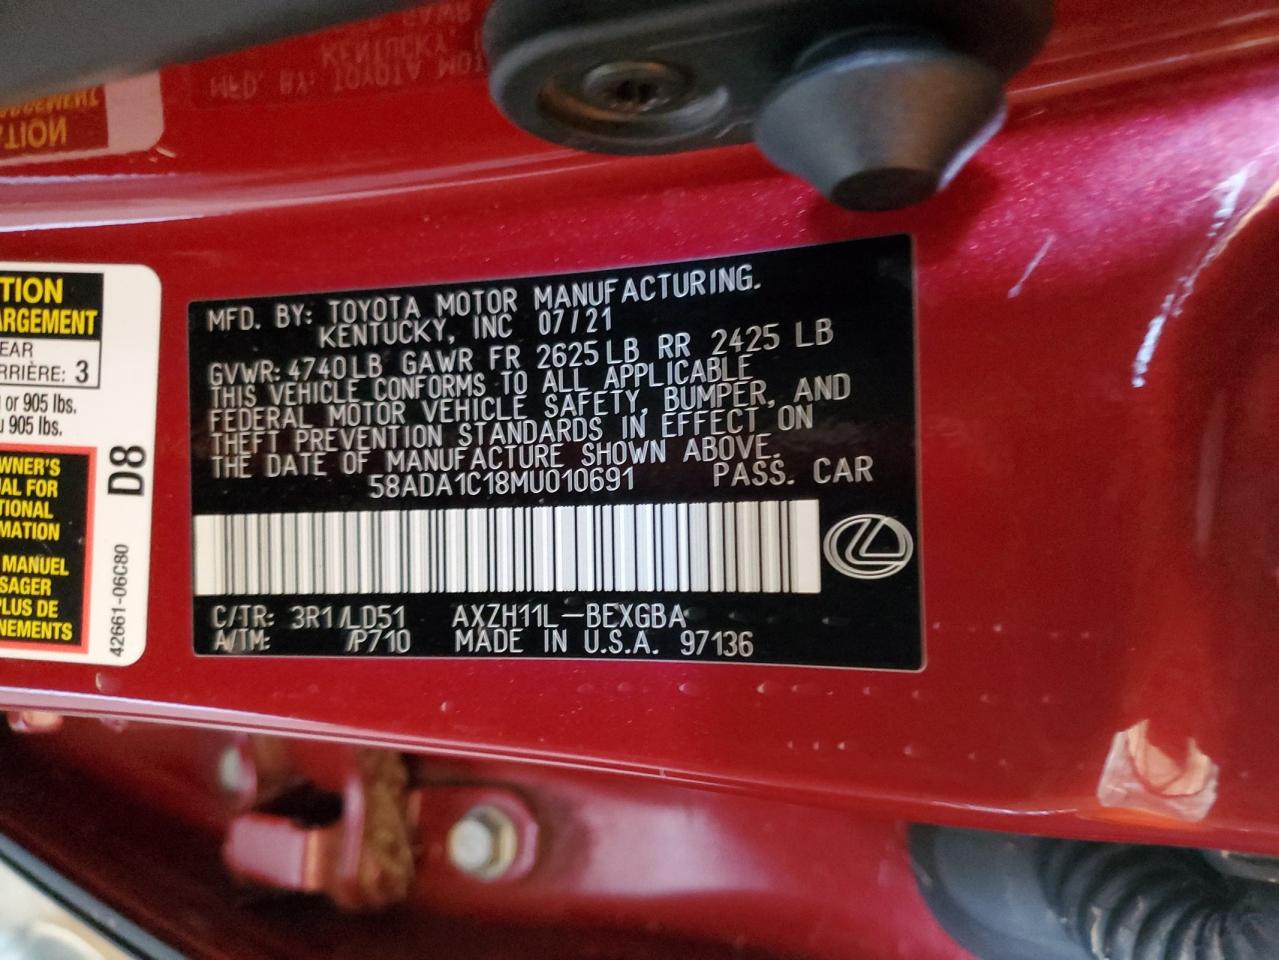 TION
ARGEMENT
EAR
RRIÈRE: 3
or 905 lbs.
905 lbs.
WNER'S
AL FOR
TIONAL
MATION
MANUEL
SAGER
PLUS DE
NEMENTS
D8
42661-06C80
MFD. BY: TOYOTA MOTOR MANUFACTURING.
KENTUCKY, INC 07/21
GVWR: 4740LB GAWR FR 2625LB RR 2425 LB
THIS VEHICLE CONFORMS TO ALL APPLICABLE
FEDERAL MOTOR VEHICLE SAFETY, BUMPER, AND
THEFT PREVENTION STANDARDS IN EFFECT ON
THE DATE OF MANUFACTURE SHOWN ABOVE.
58ADA1C18MU010691 PASS. CAR
C/TR: 3R1/LD51 AXZH11L-BEXGBA
A/TM: /P710 MADE IN U.S.A. 97136